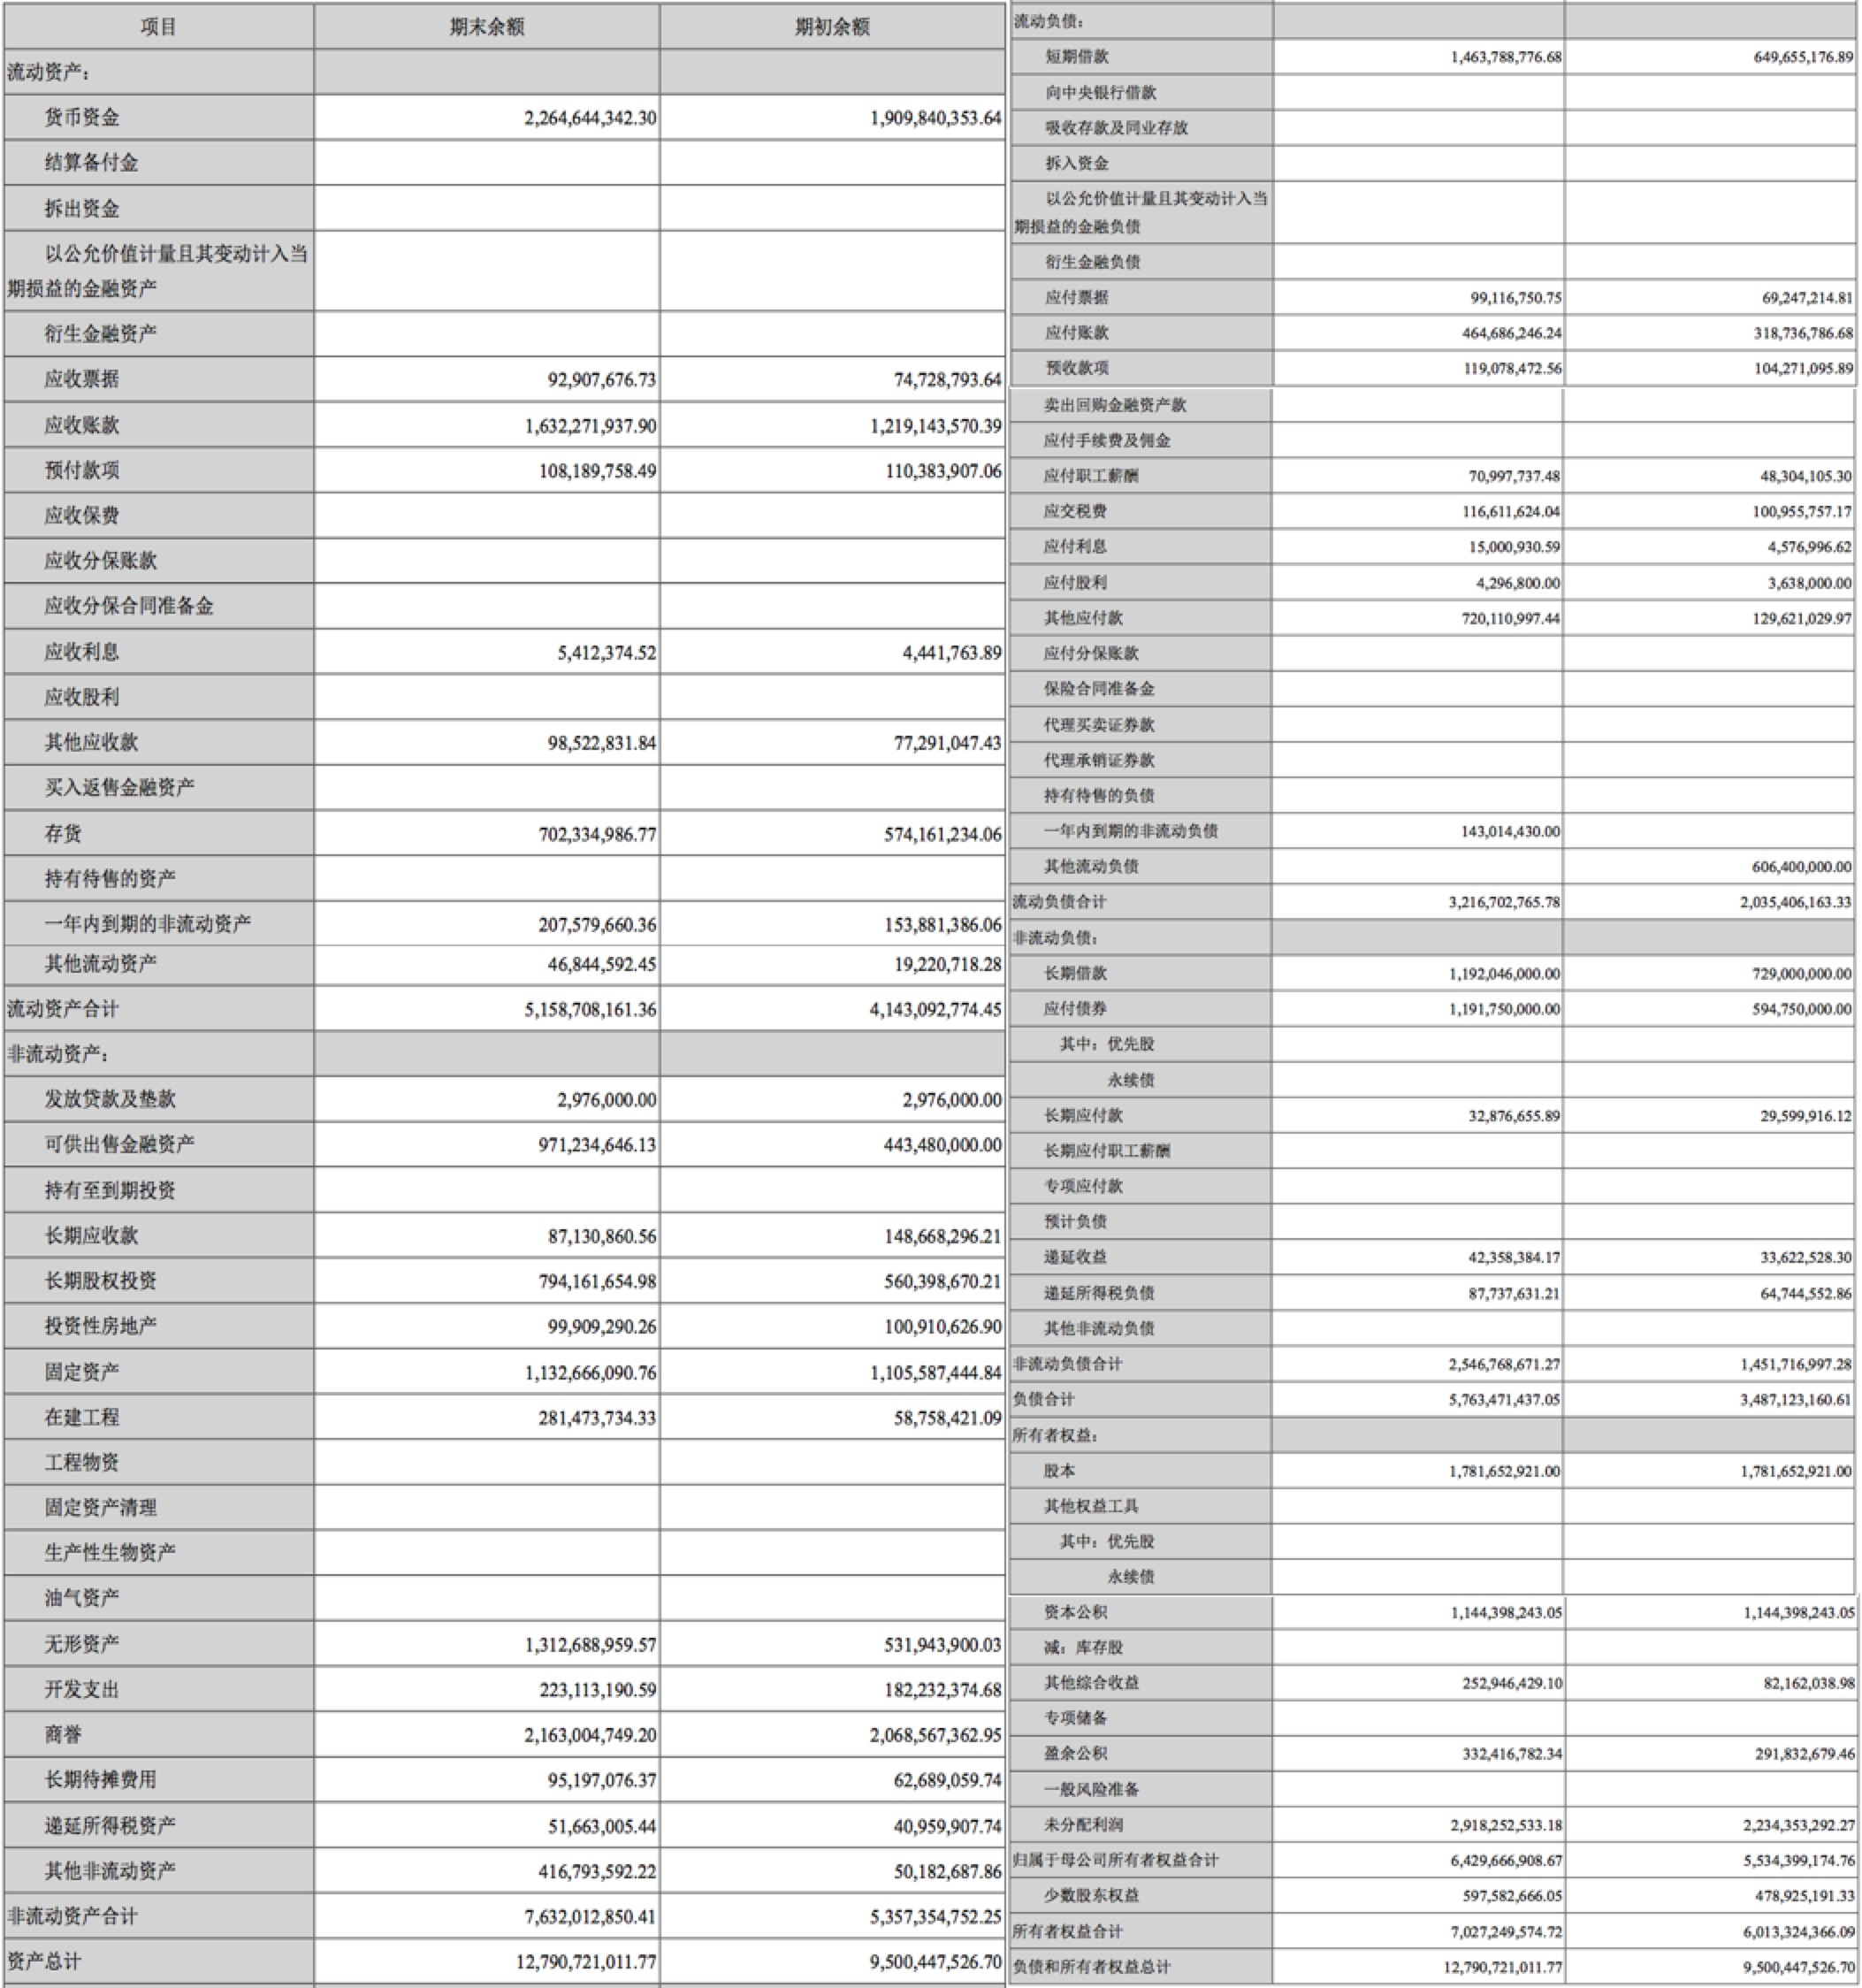 项目 期末余额 期初余额
流动资产：
货币资金 2,264,644,342.30 1,909,840,353.64
结算备付金
拆出资金
以公允价值计量且其变动计入当
期损益的金融资产
衍生金融资产
应收票据 92,907,676.73 74,728,793.64
应收账款 1,632,271,937.90 1,219,143,570.39
预付款项 108,189,758.49 110,383,907.06
应收保费
应收分保账款
应收分保合同准备金
应收利息 5,412,374.52 4,441,763.89
应收股利
其他应收款 98,522,831.84 77,291,047.43
买入返售金融资产
存货 702,334,986.77 574,161,234.06
持有待售的资产
一年内到期的非流动资产 207,579,660.36 153,881,386.06
其他流动资产 46,844,592.45 19,220,718.28
流动资产合计 5,158,708,161.36 4,143,092,774.45
非流动资产：
发放贷款及垫款 2,976,000.00 2,976,000.00
可供出售金融资产 971,234,646.13 443,480,000.00
持有至到期投资
长期应收款 87,130,860.56 148,668,296.21
长期股权投资 794,161,654.98 560,398,670.21
投资性房地产 99,909,290.26 100,910,626.90
固定资产 1,132,666,090.76 1,105,587,444.84
在建工程 281,473,734.33 58,758,421.09
工程物资
固定资产清理
生产性生物资产
油气资产
无形资产 1,312,688,959.57 531,943,900.03
开发支出 223,113,190.59 182,232,374.68
商誉 2,163,004,749.20 2,068,567,362.95
长期待摊费用 95,197,076.37 62,689,059.74
递延所得税资产 51,663,005.44 40,959,907.74
其他非流动资产 416,793,592.22 50,182,687.86
非流动资产合计 7,632,012,850.41 5,357,354,752.25
资产总计 12,790,721,011.77 9,500,447,526.70
流动负债：
短期借款 1,463,788,776.68 649,655,176.89
向中央银行借款
吸收存款及同业存放
拆入资金
以公允价值计量且其变动计入当
期损益的金融负债
衍生金融负债
应付票据 99,116,750.75 69,247,214.81
应付账款 464,686,246.24 318,736,786.68
预收款项 119,078,472.56 104,271,095.89
卖出回购金融资产款
应付手续费及佣金
应付职工薪酬 70,997,737.48 48,304,105.30
应交税费 116,611,624.04 100,955,757.17
应付利息 15,000,930.59 4,576,996.62
应付股利 4,296,800.00 3,638,000.00
其他应付款 720,110,997.44 129,621,029.97
应付分保账款
保险合同准备金
代理买卖证券款
代理承销证券款
持有待售的负债
一年内到期的非流动负债 143,014,430.00
其他流动负债 606,400,000.00
流动负债合计 3,216,702,765.78 2,035,406,163.33
非流动负债：
长期借款 1,192,046,000.00 729,000,000.00
应付债券 1,191,750,000.00 594,750,000.00
其中：优先股
永续债
长期应付款 32,876,655.89 29,599,916.12
长期应付职工薪酬
专项应付款
预计负债
递延收益 42,358,384.17 33,622,528.30
递延所得税负债 87,737,631.21 64,744,552.86
其他非流动负债
非流动负债合计 2,546,768,671.27 1,451,716,997.28
负债合计 5,763,471,437.05 3,487,123,160.61
所有者权益：
股本 1,781,652,921.00 1,781,652,921.00
其他权益工具
其中：优先股
永续债
资本公积 1,144,398,243.05 1,144,398,243.05
减：库存股
其他综合收益 252,946,429.10 82,162,038.98
专项储备
盈余公积 332,416,782.34 291,832,679.46
一般风险准备
未分配利润 2,918,252,533.18 2,234,353,292.27
归属于母公司所有者权益合计 6,429,666,908.67 5,534,399,174.76
少数股东权益 597,582,666.05 478,925,191.33
所有者权益合计 7,027,249,574.72 6,013,324,366.09
负债和所有者权益总计 12,790,721,011.77 9,500,447,526.70